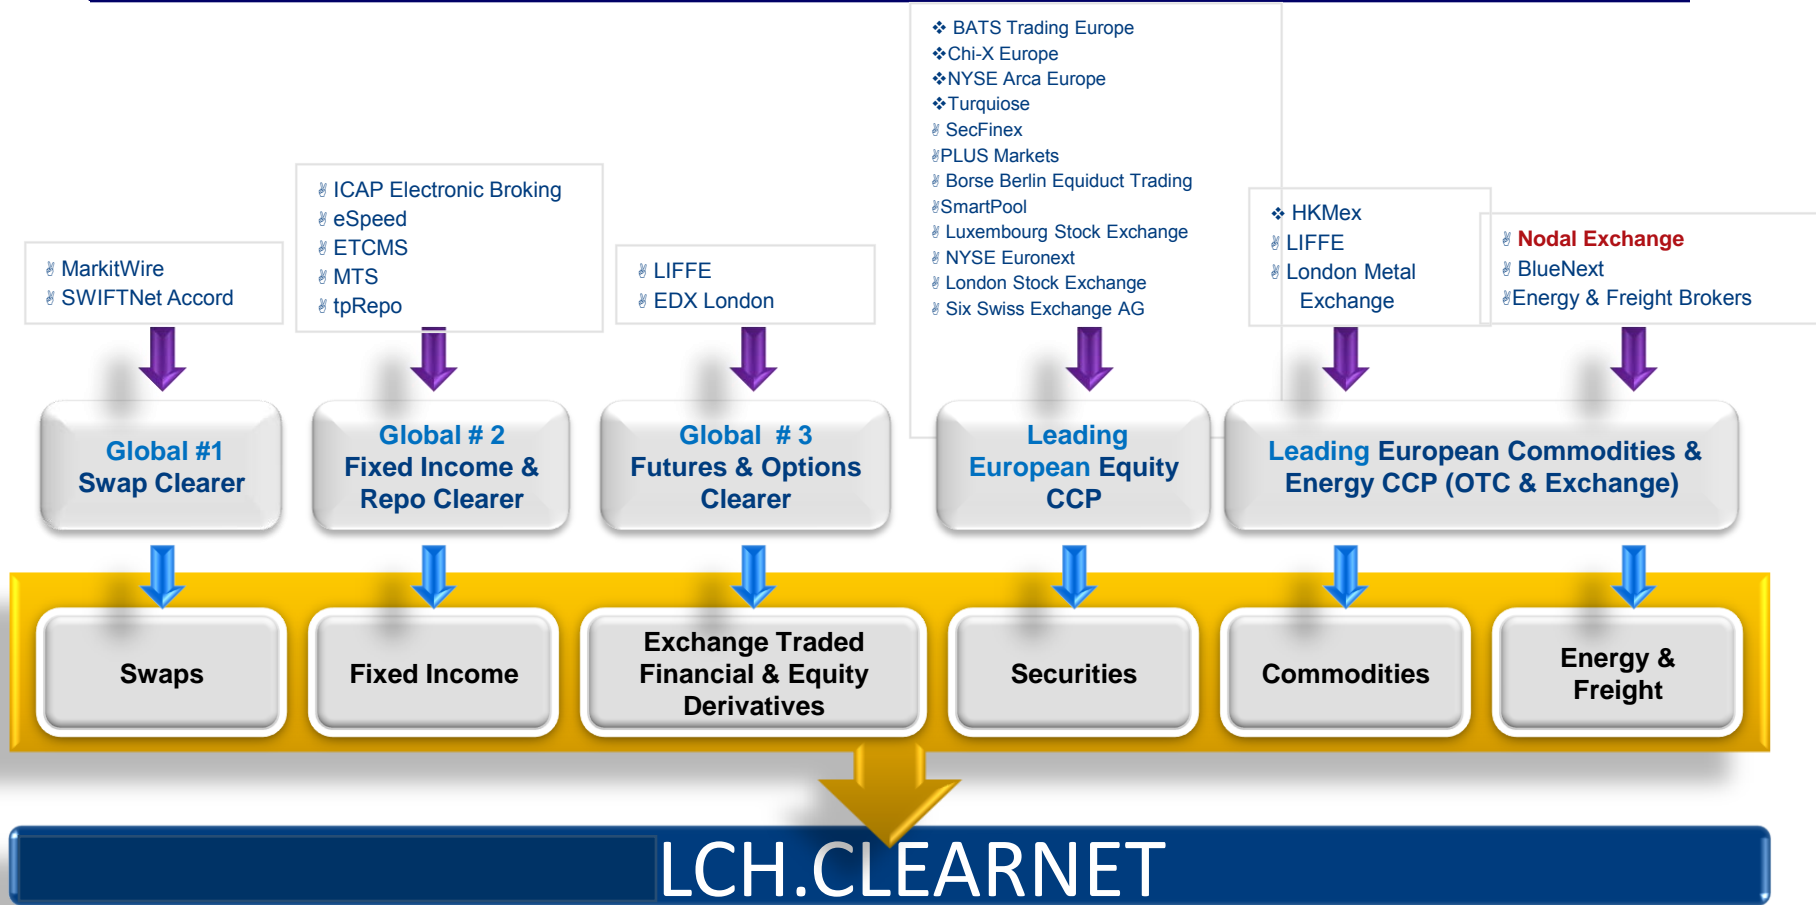 MarkitWire
SWIFTNet Accord
ICAP Electronic Broking
eSpeed
ETCMS
MTS
tpRepo
LIFFE
EDX London
BATS Trading Europe
Chi-X Europe
NYSE Arca Europe
Turquiose
SecFinex
PLUS Markets
Borse Berlin Equiduct Trading
SmartPool
Luxembourg Stock Exchange
NYSE Euronext
London Stock Exchange
Six Swiss Exchange AG
HKMex
LIFFE
London Metal
Exchange
Nodal Exchange
BlueNext
Energy & Freight Brokers
Global #1
Swap Clearer
Global # 2
Fixed Income &
Repo Clearer
Global # 3
Futures & Options
Clearer
Leading
European Equity
CCP
Leading European Commodities &
Energy CCP (OTC & Exchange)
Swaps
Fixed Income
Exchange Traded
Financial & Equity
Derivatives
Securities
Commodities
Energy &
Freight
LCH.CLEARNET